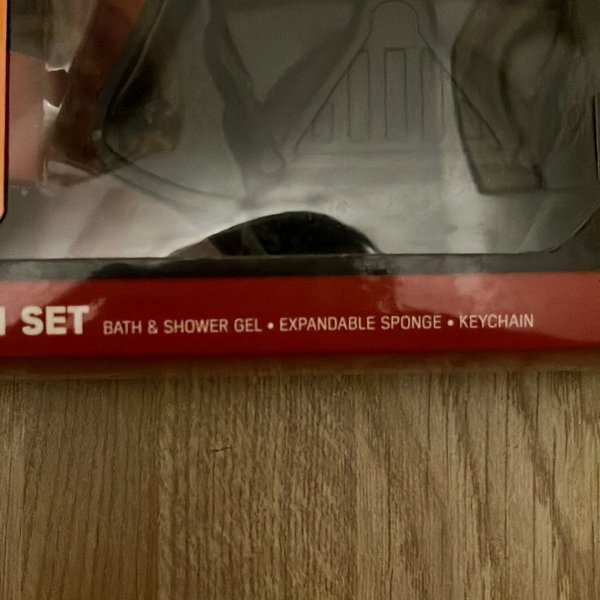 SET BATH & SHOWER GEL • EXPANDABLE SPONGE • KEYCHAIN